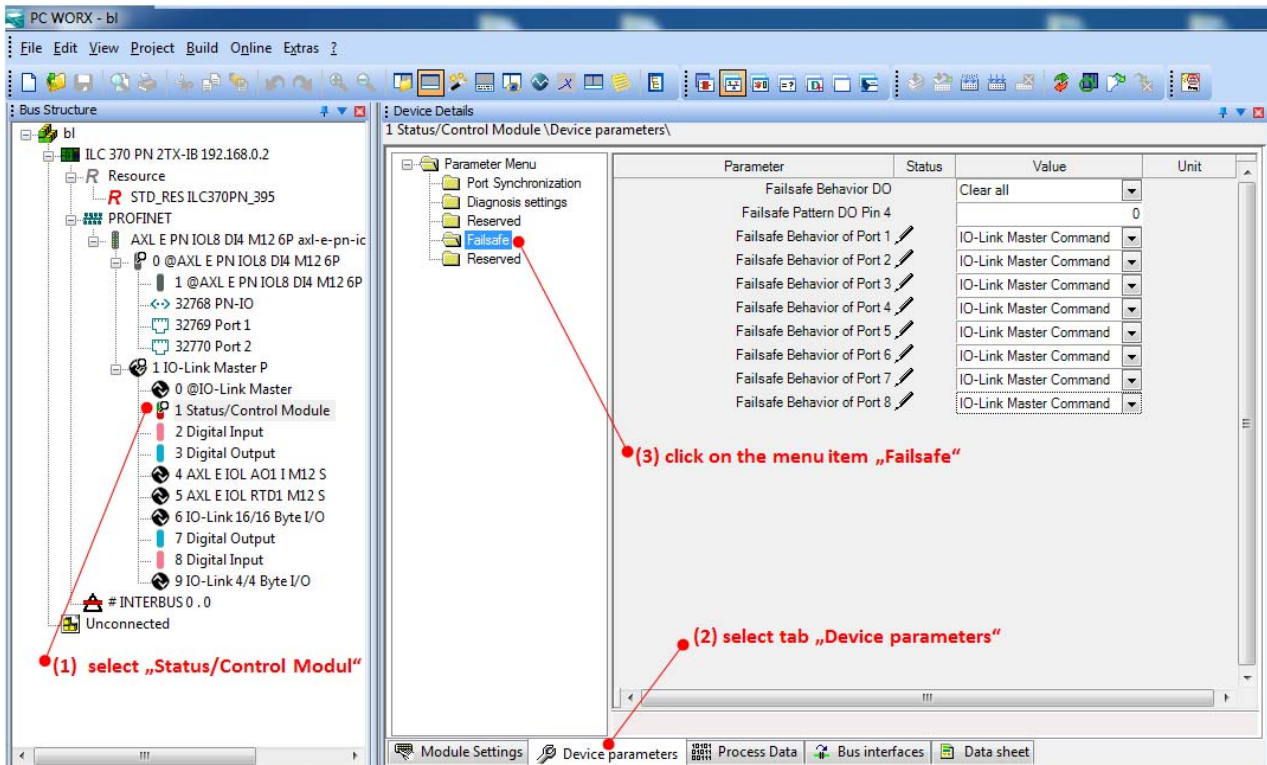 PC WORX - bl
File Edit View Project Build Online Extras ?
Bus Structure
bl
ILC 370 PN 2TX-IB 192.168.0.2
Resource
STD_RES ILC370PN_395
PROFINET
AXL E PN IOL8 DI4 M12 6P axl-e-pn-ic
0 @AXL E PN IOL8 DI4 M12 6P
1 @AXL E PN IOL8 DI4 M12 6P
32768 PN-IO
32769 Port 1
32770 Port 2
1 IO-Link Master P
0 @IO-Link Master
1 Status/Control Module
2 Digital Input
3 Digital Output
4 AXL E IOL AO1 I M12 S
5 AXL E IOL RTD1 M12 S
6 IO-Link 16/16 Byte I/O
7 Digital Output
8 Digital Input
9 IO-Link 4/4 Byte I/O
# INTERBUS 0 . 0
Unconnected
(1) select „Status/Control Modul“
Device Details
1 Status/Control Module \Device parameters\
Parameter Menu
Port Synchronization
Diagnosis settings
Reserved
Failsafe
Reserved
Parameter Status Value Unit
Failsafe Behavior DO Clear all
Failsafe Pattern DO Pin 4 0
Failsafe Behavior of Port 1 IO-Link Master Command
Failsafe Behavior of Port 2 IO-Link Master Command
Failsafe Behavior of Port 3 IO-Link Master Command
Failsafe Behavior of Port 4 IO-Link Master Command
Failsafe Behavior of Port 5 IO-Link Master Command
Failsafe Behavior of Port 6 IO-Link Master Command
Failsafe Behavior of Port 7 IO-Link Master Command
Failsafe Behavior of Port 8 IO-Link Master Command
(3) click on the menu item „Failsafe“
(2) select tab „Device parameters“
Module Settings Device parameters Process Data Bus interfaces Data sheet